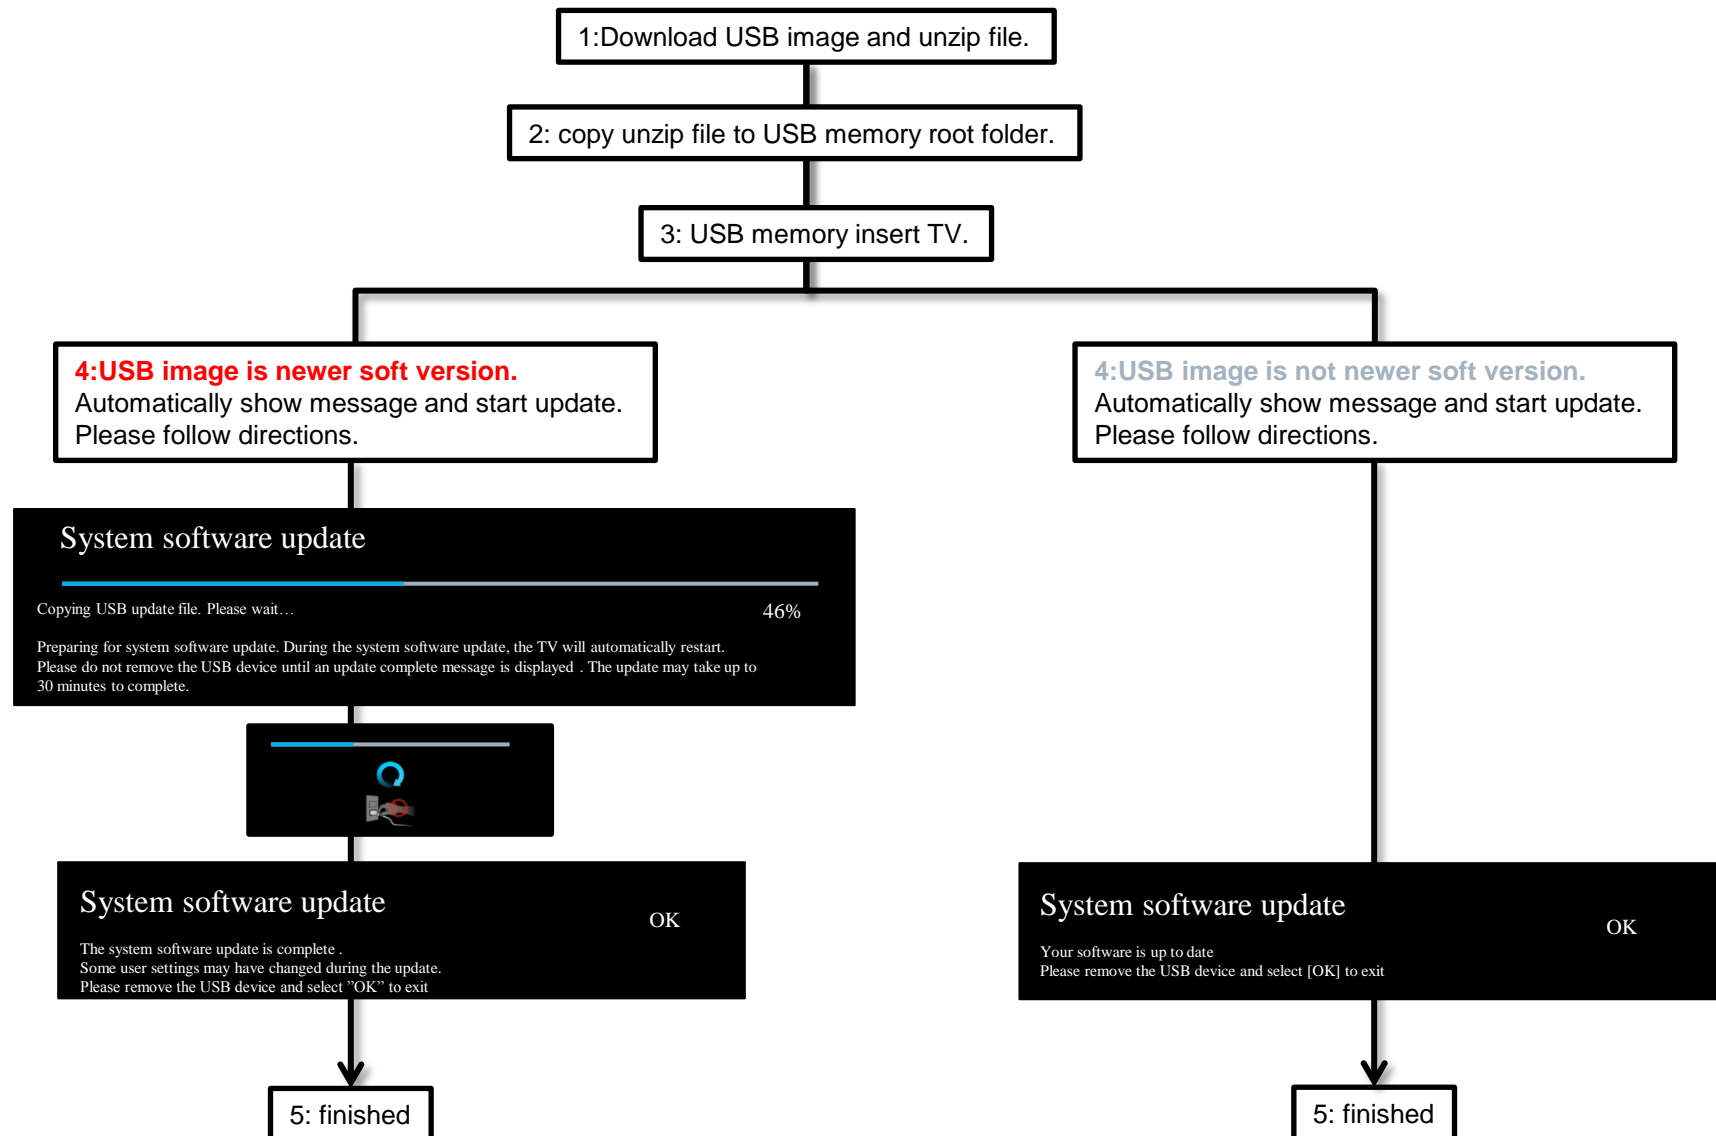 1:Download USB image and unzip file.
2: copy unzip file to USB memory root folder.
3: USB memory insert TV.
4:USB image is newer soft version.
Automatically show message and start update.
Please follow directions.
System software update
Copying USB update file. Please wait…
46%
Preparing for system software update. During the system software update, the TV will automatically restart.
Please do not remove the USB device until an update complete message is displayed . The update may take up to
30 minutes to complete.
System software update
OK
The system software update is complete .
Some user settings may have changed during the update.
Please remove the USB device and select ”OK” to exit
5: finished
4:USB image is not newer soft version.
Automatically show message and start update.
Please follow directions.
System software update
OK
Your software is up to date
Please remove the USB device and select [OK] to exit
5: finished